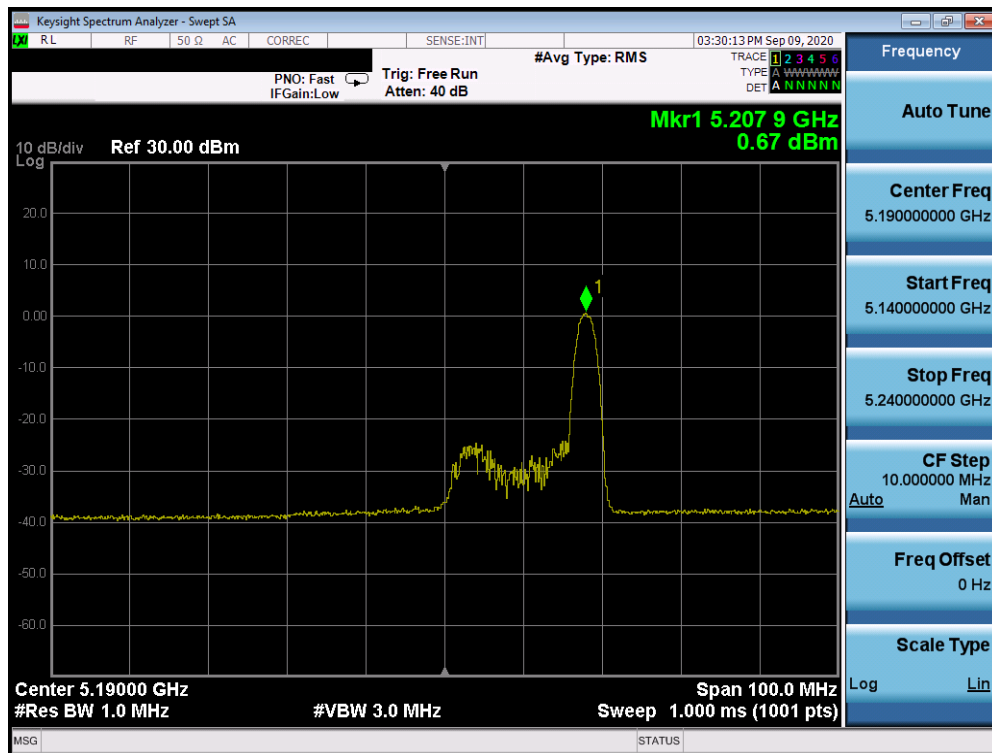 Keysight Spectrum Analyzer - Swept SA
LXI RL RF 50 Ω AC CORREC SENSE:INT 03:30:13 PM Sep 09, 2020
#Avg Type: RMS TRACE 1 2 3 4 5 6
PNO: Fast Trig: Free Run TYPE A WWWWW
IFGain:Low Atten: 40 dB DET A N N N N N
Mkr1 5.207 9 GHz
0.67 dBm
10 dB/div Ref 30.00 dBm
Log
20.0
10.0
1
0.00
-10.0
-20.0
-30.0
-40.0
-50.0
-60.0
Center 5.19000 GHz Span 100.0 MHz
#Res BW 1.0 MHz #VBW 3.0 MHz Sweep 1.000 ms (1001 pts)
MSG STATUS
Frequency
Auto Tune
Center Freq
5.190000000 GHz
Start Freq
5.140000000 GHz
Stop Freq
5.240000000 GHz
CF Step
10.000000 MHz
Auto Man
Freq Offset
0 Hz
Scale Type
Log Lin